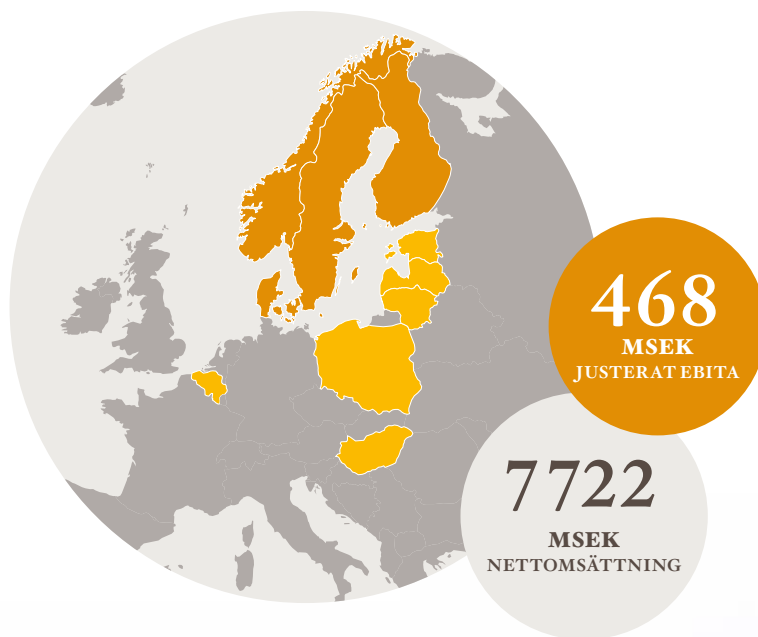 468
MSEK
JUSTERAT EBITA
7 722
MSEK
NETTOMSÄTTNING